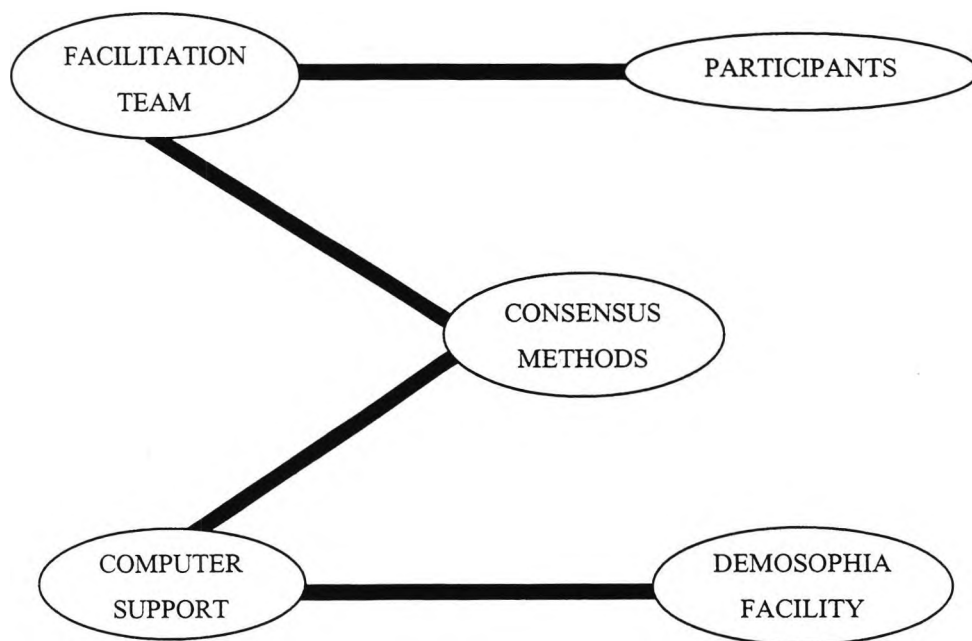 FACILITATION
TEAM
PARTICIPANTS
CONSENSUS
METHODS
COMPUTER
SUPPORT
DEMOSOPHIA
FACILITY